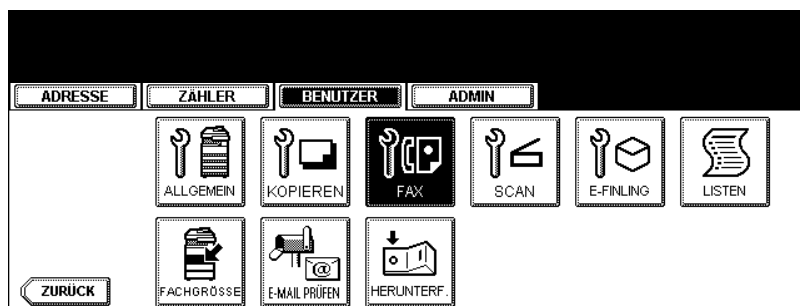 ADRESSE ZÄHLER BENUTZER ADMIN
ALLGEMEIN KOPIEREN FAX SCAN E-FINLING LISTEN
FACHGRÖSSE E-MAIL PRÜFEN HERUNTERF.
ZURÜCK